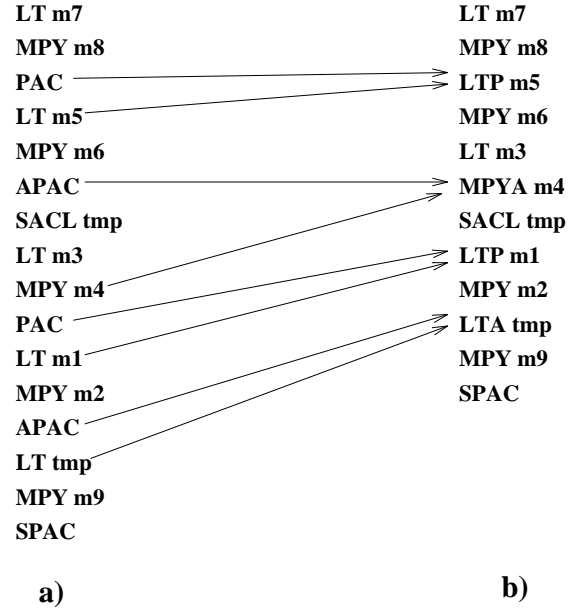 LT m7
MPY m8
PAC
LT m5
MPY m6
APAC
SACL tmp
LT m3
MPY m4
PAC
LT m1
MPY m2
APAC
LT tmp
MPY m9
SPAC
a)
LT m7
MPY m8
LTP m5
MPY m6
LT m3
MPYA m4
SACL tmp
LTP m1
MPY m2
LTA tmp
MPY m9
SPAC
b)